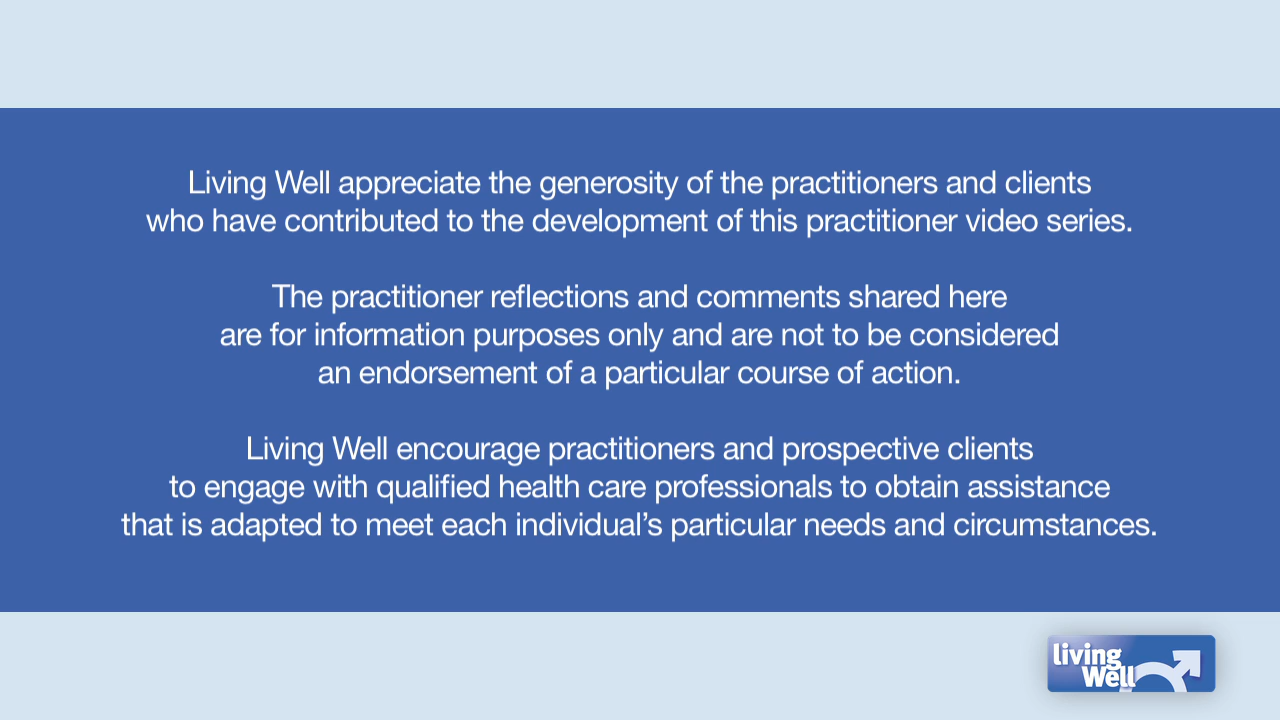 Living Well appreciate the generosity of the practitioners and clients
who have contributed to the development of this practitioner video series.
The practitioner reflections and comments shared here
are for information purposes only and are not to be considered
an endorsement of a particular course of action.
Living Well encourage practitioners and prospective clients
to engage with qualified health care professionals to obtain assistance
that is adapted to meet each individual’s particular needs and circumstances.
living
Well